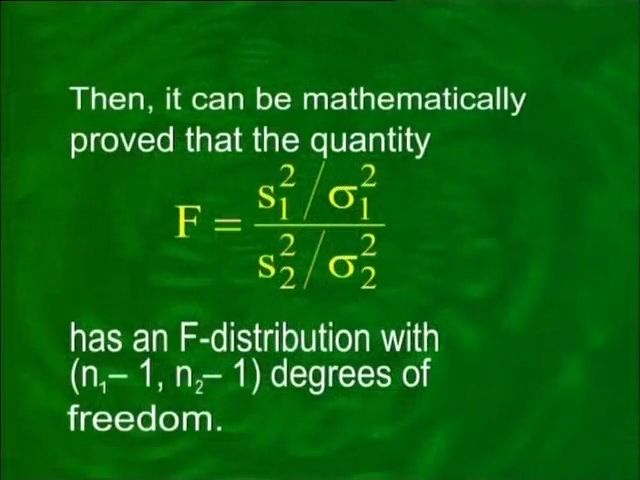 Then, it can be mathematically
proved that the quantity
F = (s₁² / σ₁²) / (s₂² / σ₂²)
has an F-distribution with
(n₁– 1, n₂– 1) degrees of
freedom.